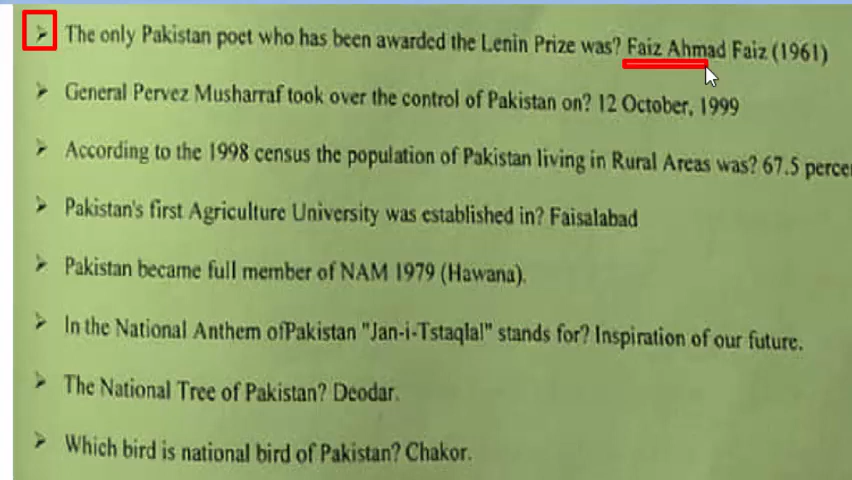 The only Pakistan poet who has been awarded the Lenin Prize was? Faiz Ahmad Faiz (1961)
General Pervez Musharraf took over the control of Pakistan on? 12 October, 1999
According to the 1998 census the population of Pakistan living in Rural Areas was? 67.5 percen
Pakistan's first Agriculture University was established in? Faisalabad
Pakistan became full member of NAM 1979 (Hawana).
In the National Anthem ofPakistan "Jan-i-Tstaqlal" stands for? Inspiration of our future.
The National Tree of Pakistan? Deodar.
Which bird is national bird of Pakistan? Chakor.